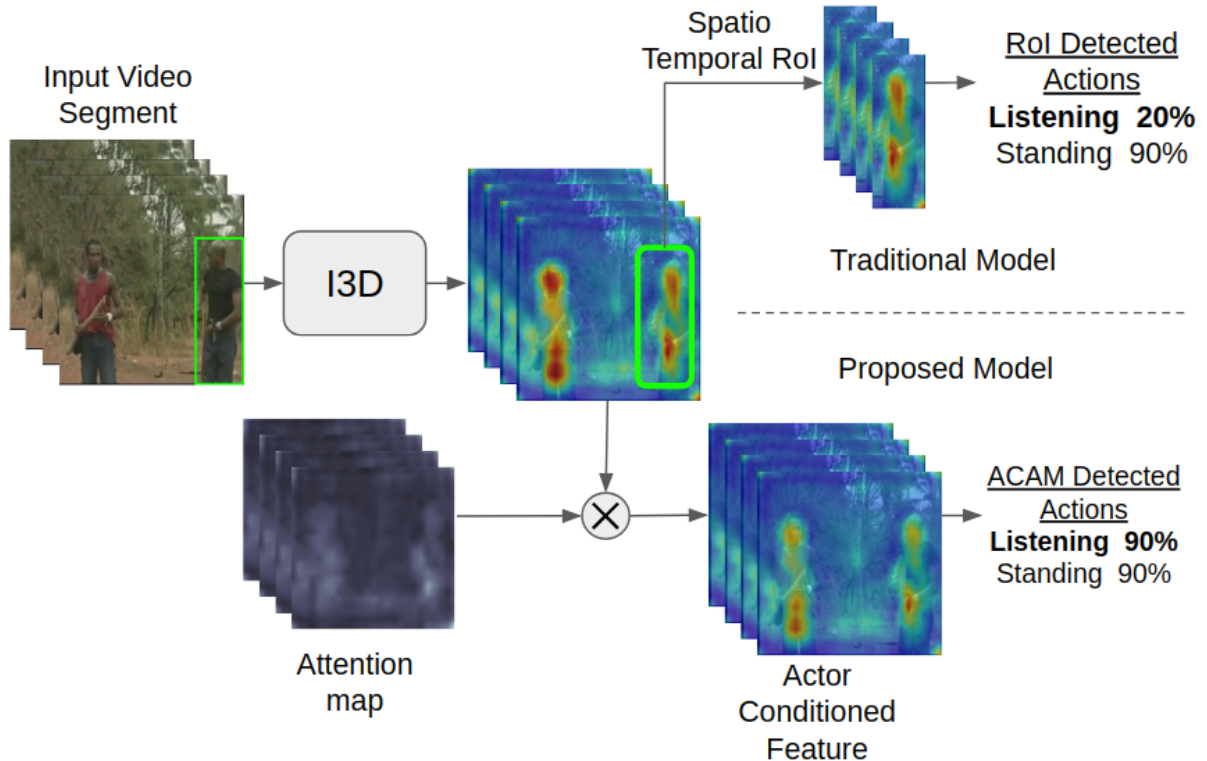 Input Video
Segment
I3D
Spatio
Temporal RoI
RoI Detected
Actions
Listening 20%
Standing 90%
Traditional Model
Proposed Model
Attention
map
Actor
Conditioned
Feature
ACAM Detected
Actions
Listening 90%
Standing 90%